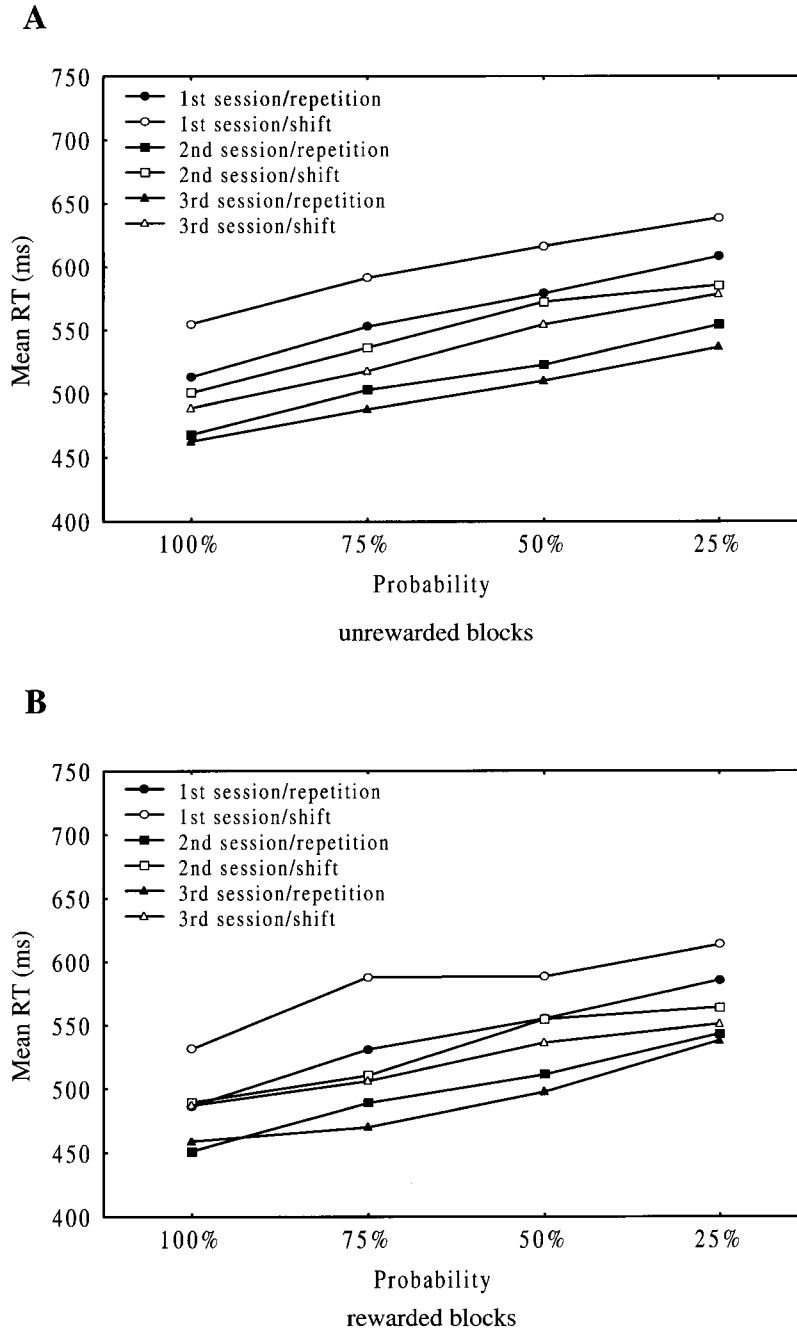 A
750
700
650
600
550
500
450
400
Mean RT (ms)
1st session/repetition
1st session/shift
2nd session/repetition
2nd session/shift
3rd session/repetition
3rd session/shift
100% 75% 50% 25%
Probability
unrewarded blocks
B
750
700
650
600
550
500
450
400
Mean RT (ms)
1st session/repetition
1st session/shift
2nd session/repetition
2nd session/shift
3rd session/repetition
3rd session/shift
100% 75% 50% 25%
Probability
rewarded blocks